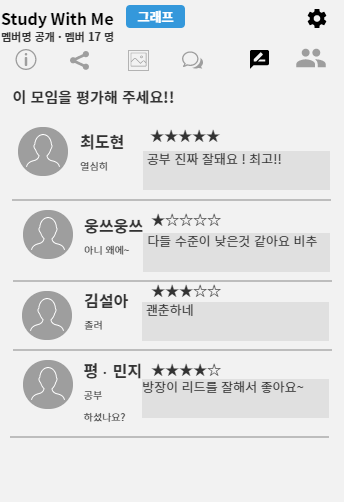 Study With Me
그래프
멤버명 공개 · 멤버 17 명
이 모임을 평가해 주세요!!
최도현
★★★★★
열심히
공부 진짜 잘돼요 ! 최고!!
웅쓰웅쓰
★☆☆☆☆
아니 왜에~
다들 수준이 낮은것 같아요 비추
김설아
★★★☆☆
졸려
괜춘하네
평 · 민지
★★★★☆
공부
하셨나요?
방장이 리드를 잘해서 좋아요~